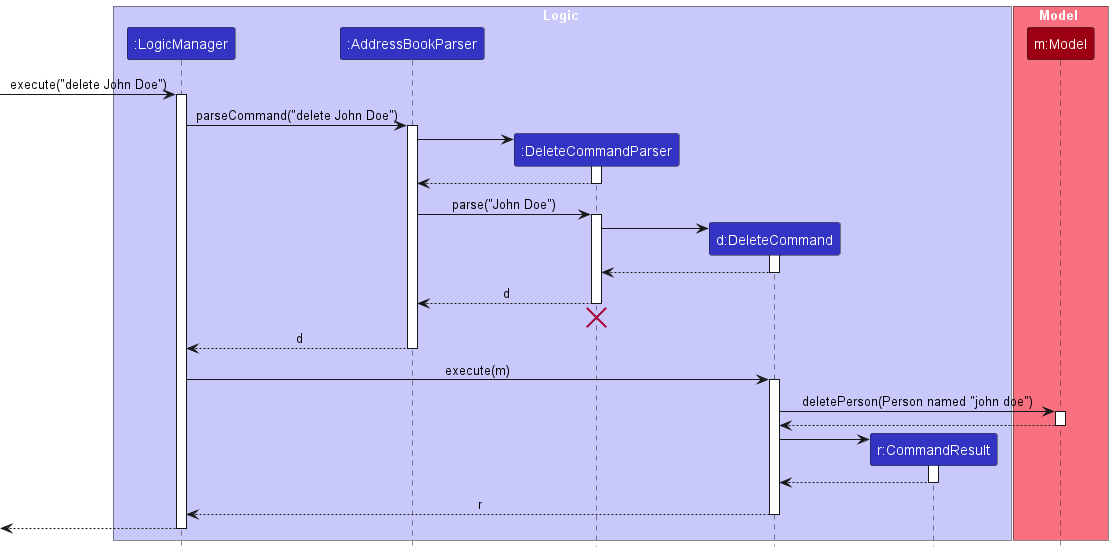 Logic
Model
:LogicManager
:AddressBookParser
m:Model
execute("delete John Doe")
parseCommand("delete John Doe")
:DeleteCommandParser
parse("John Doe")
d:DeleteCommand
d
d
execute(m)
deletePerson(Person named "john doe")
r:CommandResult
r